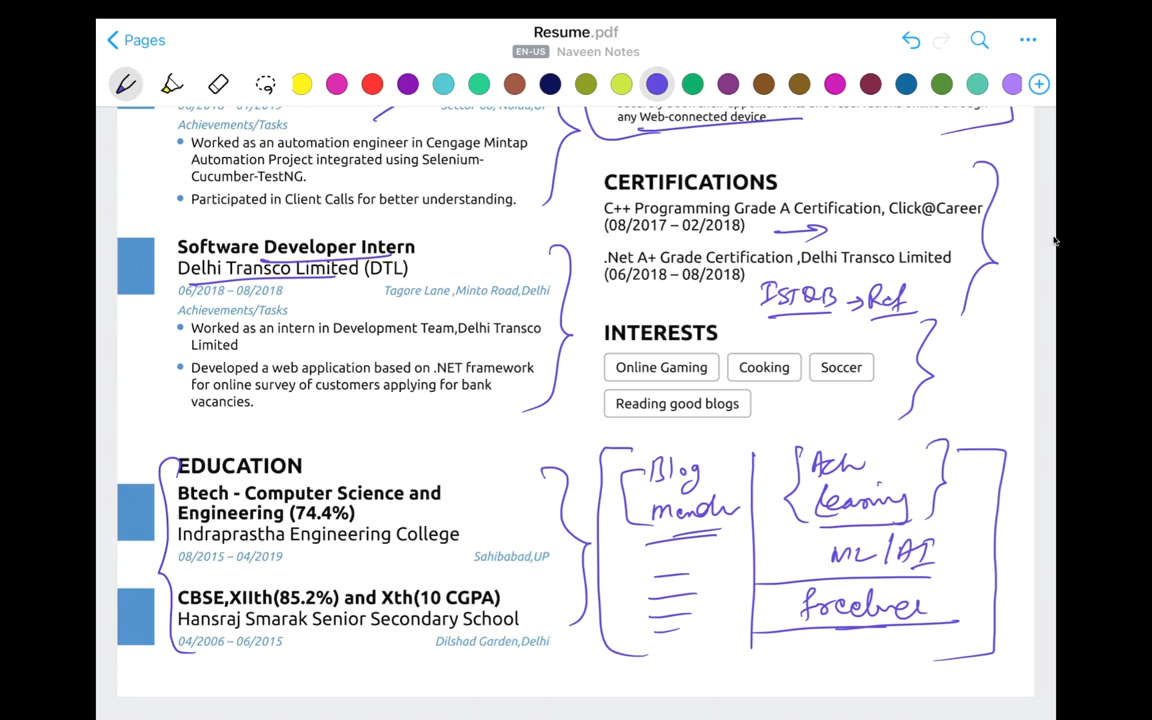 Pages
Resume.pdf
EN-US Naveen Notes
any Web-connected device
Achievements/Tasks
Worked as an automation engineer in Cengage Mintap
Automation Project integrated using Selenium-
Cucumber-TestNG.
Participated in Client Calls for better understanding.
Software Developer Intern
Delhi Transco Limited (DTL)
06/2018 – 08/2018
Tagore Lane ,Minto Road,Delhi
Achievements/Tasks
Worked as an intern in Development Team,Delhi Transco
Limited
Developed a web application based on .NET framework
for online survey of customers applying for bank
vacancies.
EDUCATION
Btech - Computer Science and
Engineering (74.4%)
Indraprastha Engineering College
08/2015 – 04/2019
Sahibabad,UP
CBSE,XIIth(85.2%) and Xth(10 CGPA)
Hansraj Smarak Senior Secondary School
04/2006 – 06/2015
Dilshad Garden,Delhi
CERTIFICATIONS
C++ Programming Grade A Certification, Click@Career
(08/2017 – 02/2018)
.Net A+ Grade Certification ,Delhi Transco Limited
(06/2018 – 08/2018)
ISTQB → Ref
INTERESTS
Online Gaming Cooking Soccer
Reading good blogs
Blog
Ach
Learning
ML/AI